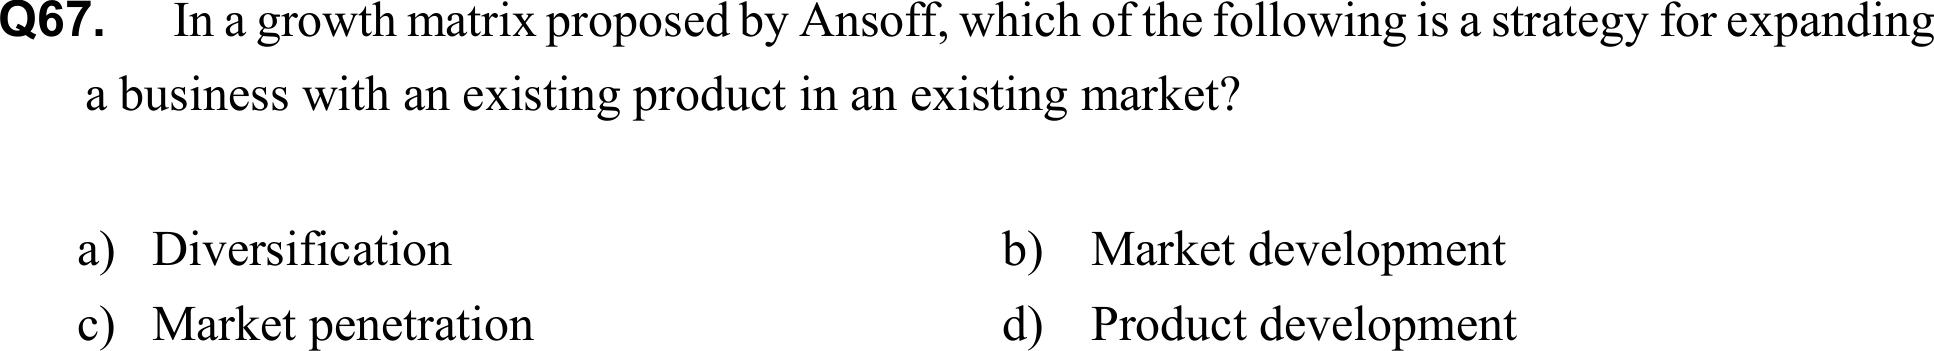 Q67. In a growth matrix proposed by Ansoff, which of the following is a strategy for expanding
a business with an existing product in an existing market?
a) Diversification b) Market development
c) Market penetration d) Product development